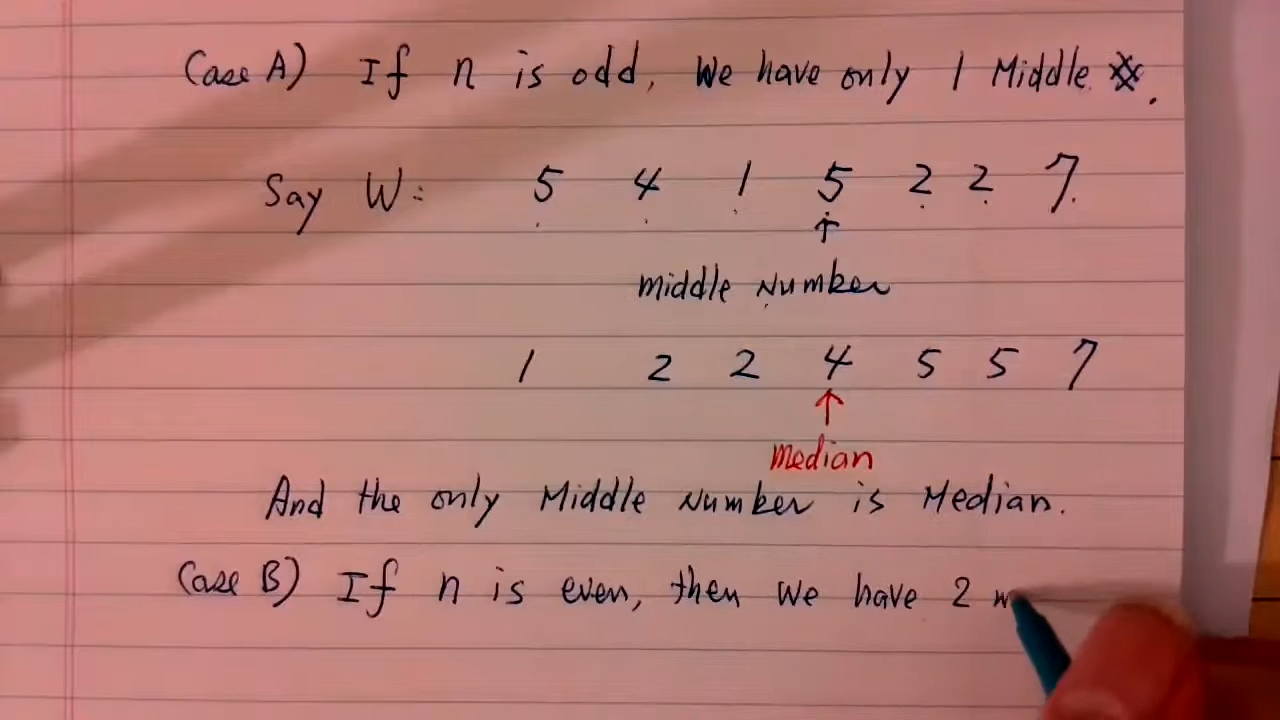 Case A) If n is odd, We have only 1 Middle #.
Say W: 5 4 1 5 2 2 7
↑
middle Number
1 2 2 4 5 5 7
↑
Median
And the only Middle Number is Median.
Case B) If n is even, then we have 2